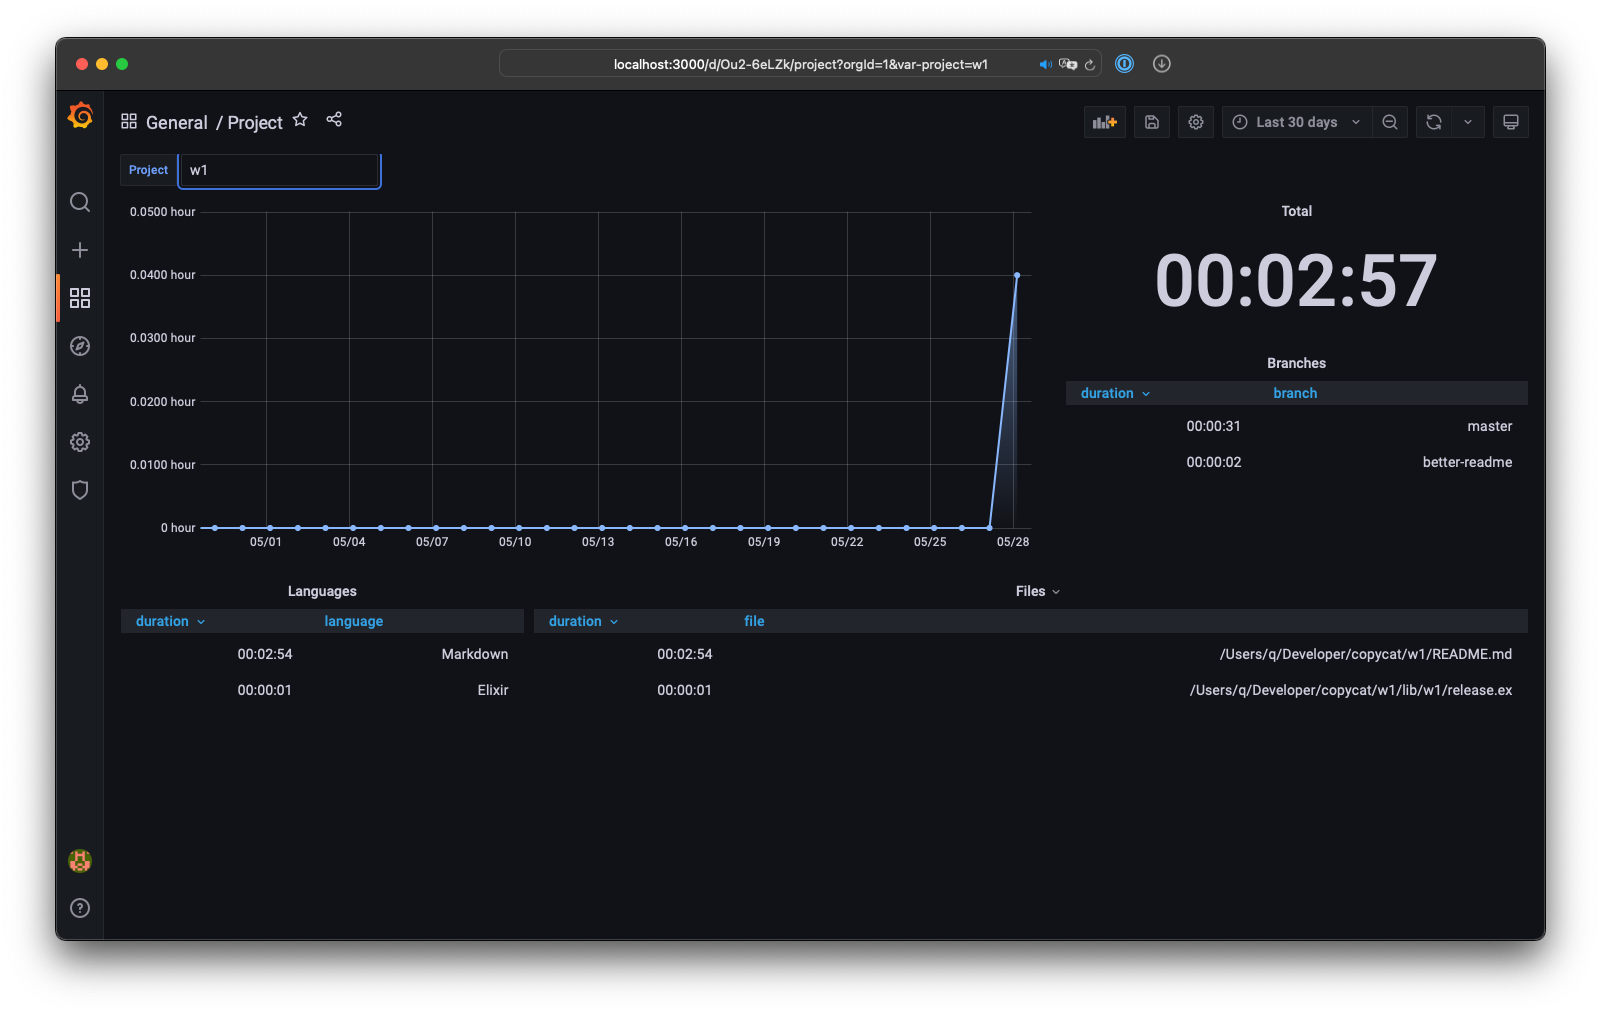 localhost:3000/d/Ou2-6eLZk/project?orgId=1&var-project=w1
General / Project
Last 30 days
Project w1
0.0500 hour
0.0400 hour
0.0300 hour
0.0200 hour
0.0100 hour
0 hour
05/01 05/04 05/07 05/10 05/13 05/16 05/19 05/22 05/25 05/28
Total
00:02:57
Branches
duration branch
00:00:31 master
00:00:02 better-readme
Languages
duration language
00:02:54 Markdown
00:00:01 Elixir
Files
duration file
00:02:54 /Users/q/Developer/copycat/w1/README.md
00:00:01 /Users/q/Developer/copycat/w1/lib/w1/release.ex